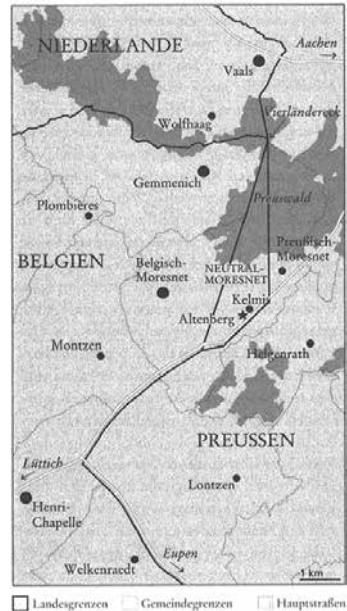 NIEDERLANDE
Aachen
Vaals
Vierländereck
Wolfhaag
Gemmenich
Preuswald
Plombières
Preußisch-
Moresnet
BELGIEN
Belgisch-
Moresnet
NEUTRAL-
MORESNET
Kelmis
Altenberg
Montzen
Hergenrath
PREUSSEN
Lüttich
Lontzen
Henri-
Chapelle
Eupen
Welkenraedt
1 km
Landesgrenzen Gemeindegrenzen Hauptstraßen